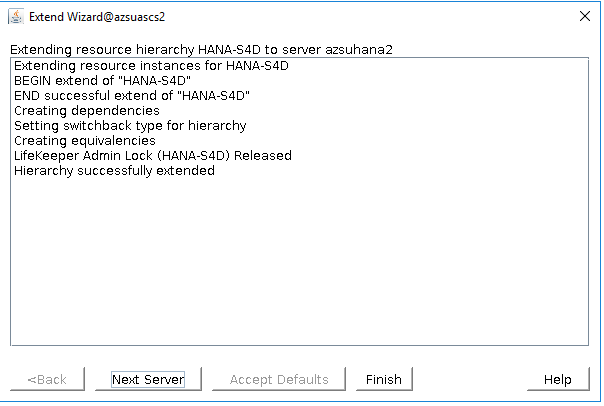 Extend Wizard@azsuascs2
Extending resource hierarchy HANA-S4D to server azsuhana2
Extending resource instances for HANA-S4D
BEGIN extend of "HANA-S4D"
END successful extend of "HANA-S4D"
Creating dependencies
Setting switchback type for hierarchy
Creating equivalencies
LifeKeeper Admin Lock (HANA-S4D) Released
Hierarchy successfully extended
<Back Next Server Accept Defaults Finish Help